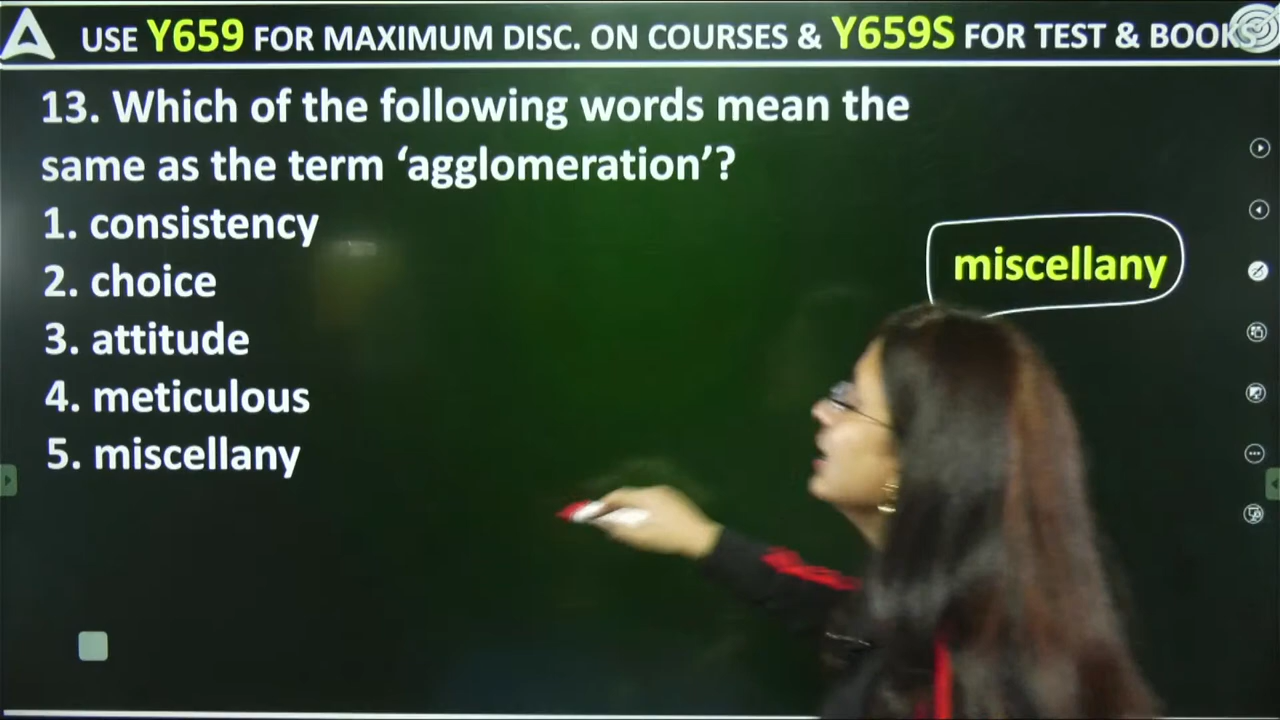 USE Y659 FOR MAXIMUM DISC. ON COURSES & Y659S FOR TEST & BOOKS
13. Which of the following words mean the
same as the term ‘agglomeration’?
1. consistency
2. choice
3. attitude
4. meticulous
5. miscellany
miscellany